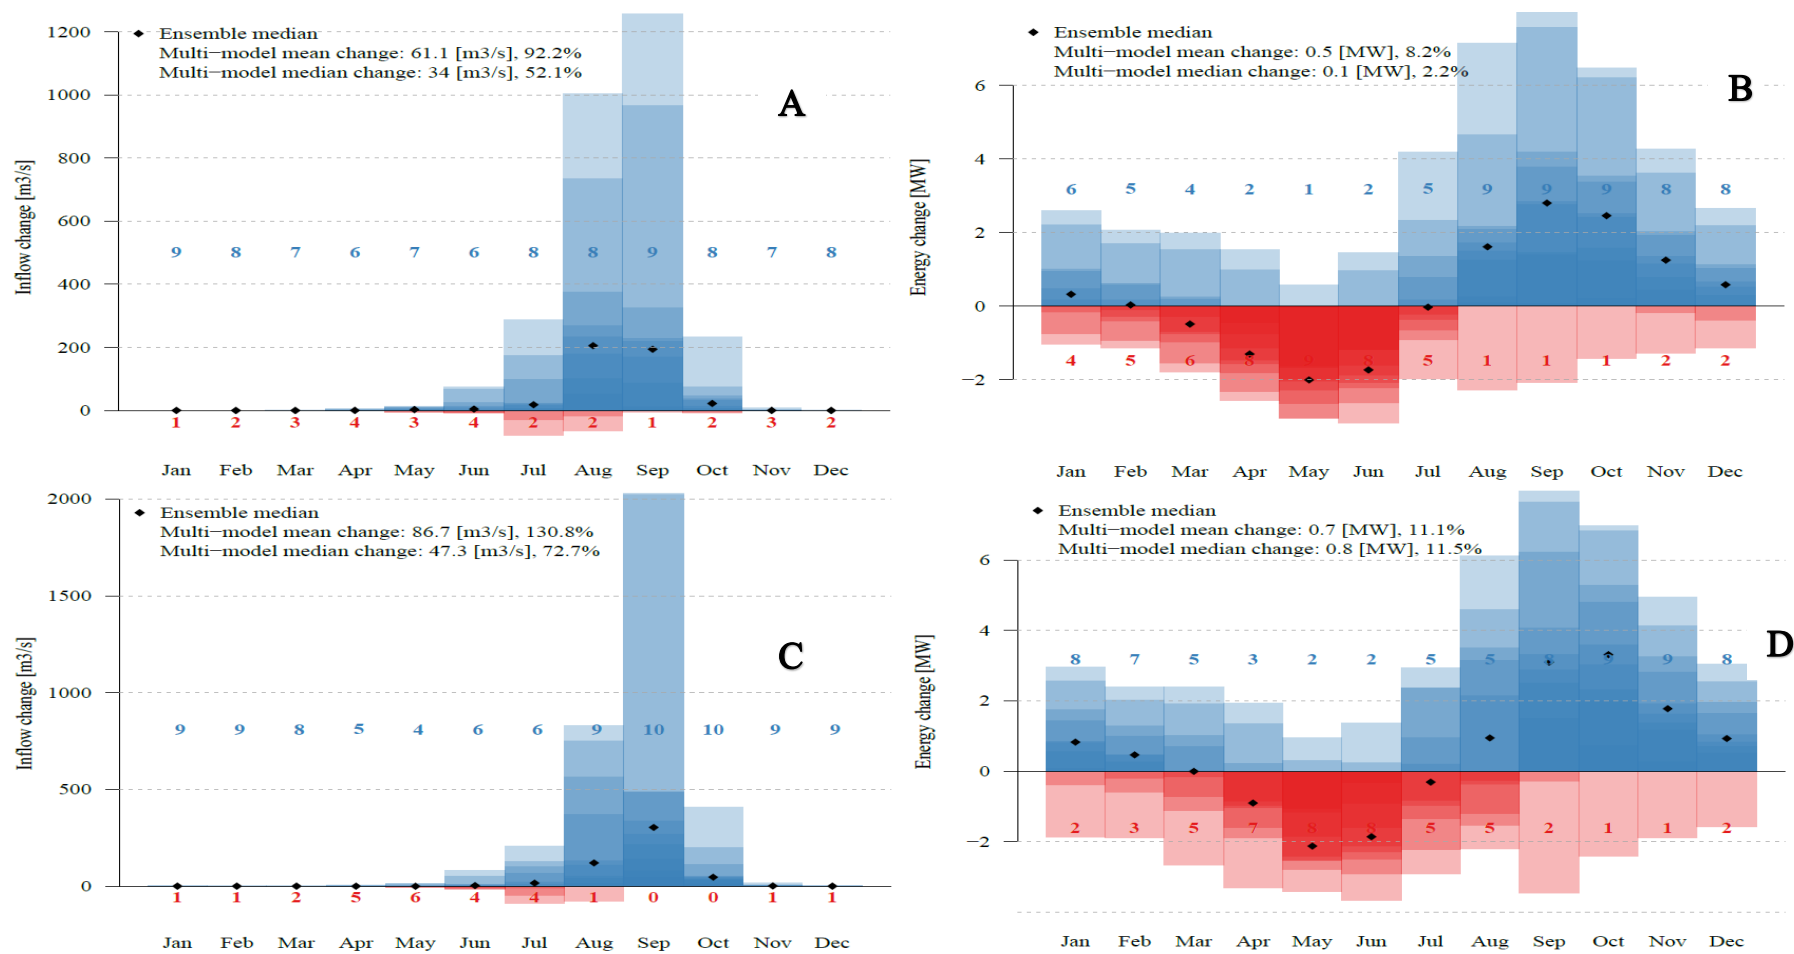 1200
Ensemble median
Multi−model mean change: 61.1 [m3/s], 92.2%
Multi−model median change: 34 [m3/s], 52.1%
A
1000
800
600
400
200
0
Inflow change [m3/s]
9 8 7 6 7 6 8 8 9 8 7 8
1 2 3 4 3 4 2 2 1 2 3 2
Jan Feb Mar Apr May Jun Jul Aug Sep Oct Nov Dec
Ensemble median
Multi−model mean change: 0.5 [MW], 8.2%
Multi−model median change: 0.1 [MW], 2.2%
B
6
4
2
0
−2
Energy change [MW]
6 5 4 2 1 2 5 9 9 9 8 8
4 5 6 8 9 8 5 1 1 1 2 2
Jan Feb Mar Apr May Jun Jul Aug Sep Oct Nov Dec
2000
Ensemble median
Multi−model mean change: 86.7 [m3/s], 130.8%
Multi−model median change: 47.3 [m3/s], 72.7%
C
1500
1000
500
0
Inflow change [m3/s]
9 9 8 5 4 6 6 9 10 10 9 9
1 1 2 5 6 4 4 1 0 0 1 1
Jan Feb Mar Apr May Jun Jul Aug Sep Oct Nov Dec
Ensemble median
Multi−model mean change: 0.7 [MW], 11.1%
Multi−model median change: 0.8 [MW], 11.5%
D
6
4
2
0
−2
Energy change [MW]
8 7 5 3 2 2 5 5 8 9 9 8
2 3 5 7 8 8 5 5 2 1 1 2
Jan Feb Mar Apr May Jun Jul Aug Sep Oct Nov Dec